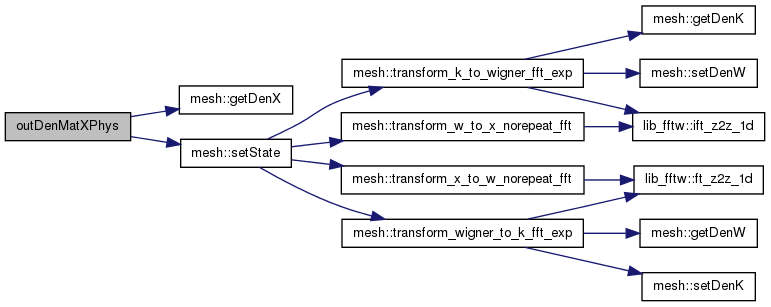 outDenMatXPhys
mesh::getDenX
mesh::setState
mesh::transform_k_to_wigner_fft_exp
mesh::transform_w_to_x_norepeat_fft
mesh::transform_x_to_w_norepeat_fft
mesh::transform_wigner_to_k_fft_exp
mesh::getDenK
mesh::setDenW
lib_fftw::ift_z2z_1d
lib_fftw::ft_z2z_1d
mesh::getDenW
mesh::setDenK